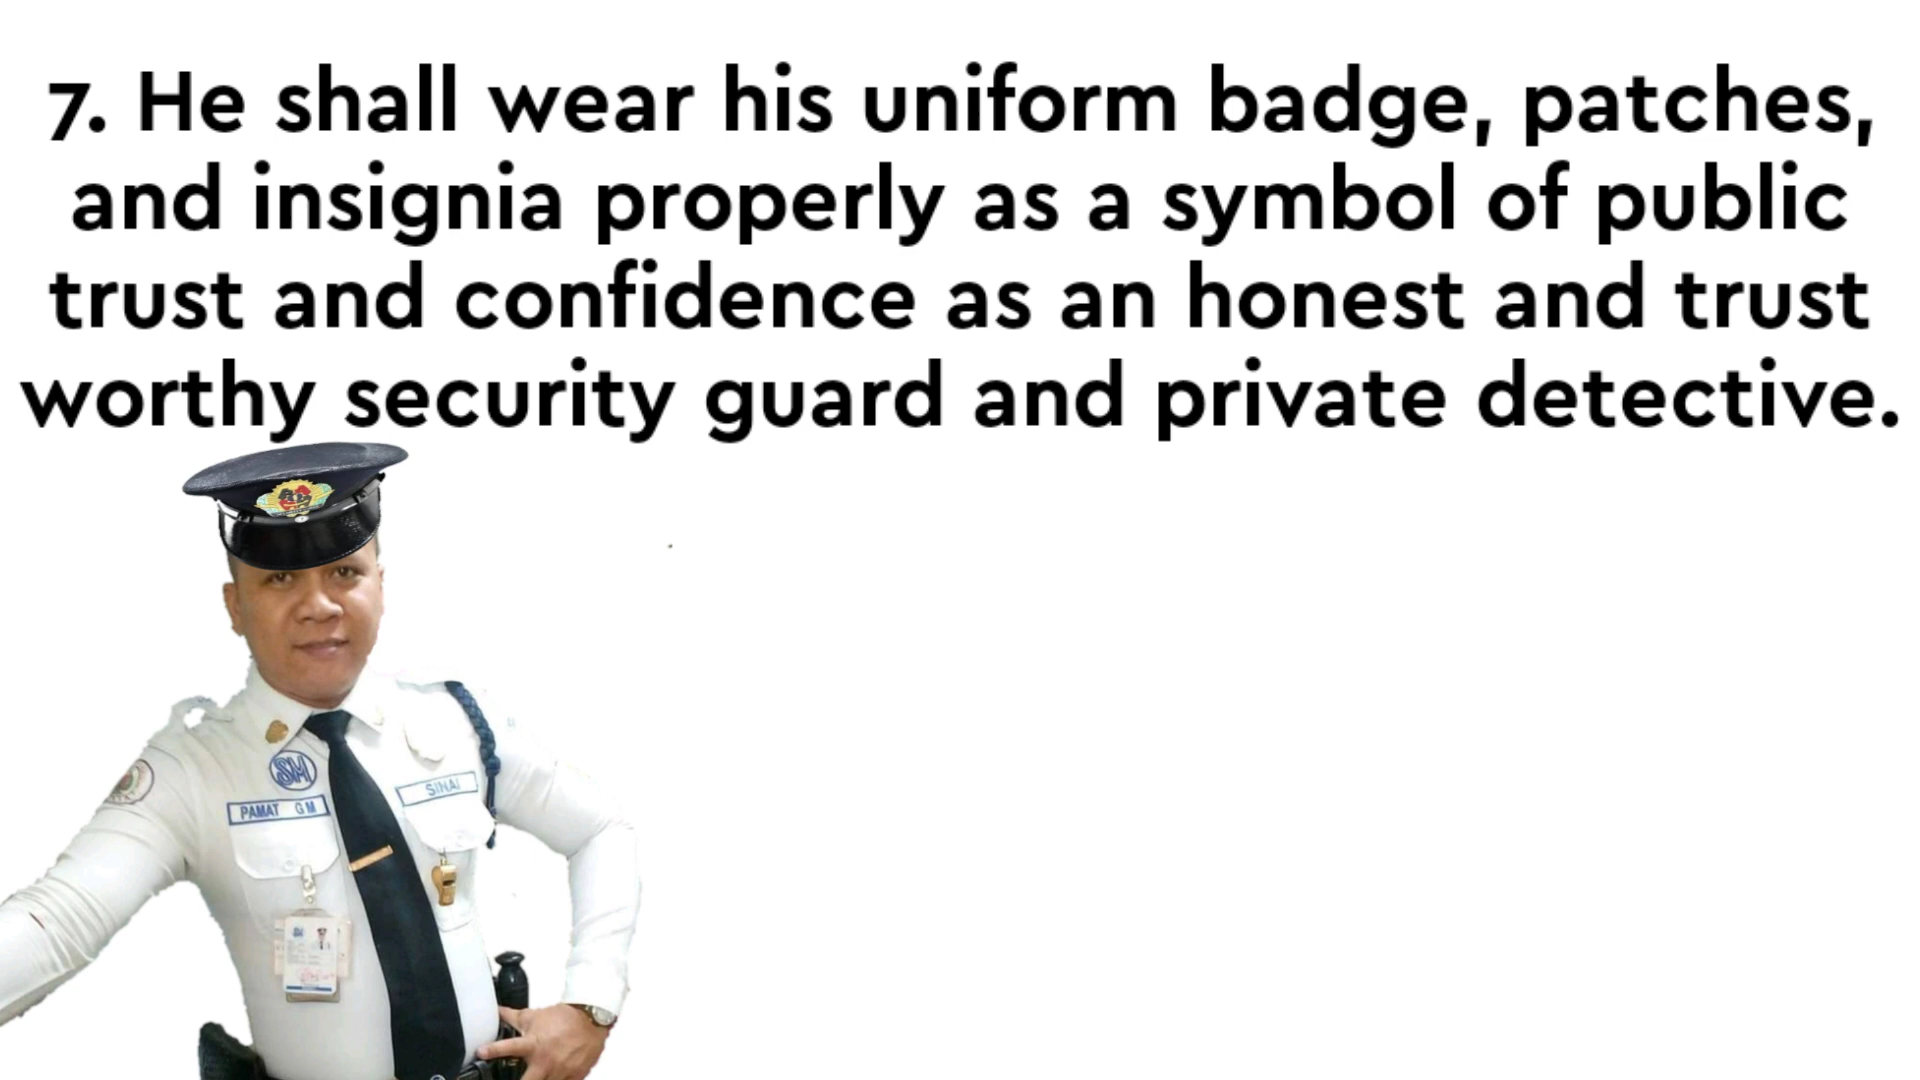 7. He shall wear his uniform badge, patches,
and insignia properly as a symbol of public
trust and confidence as an honest and trust
worthy security guard and private detective.
SM
PAMAT GM
SINAI